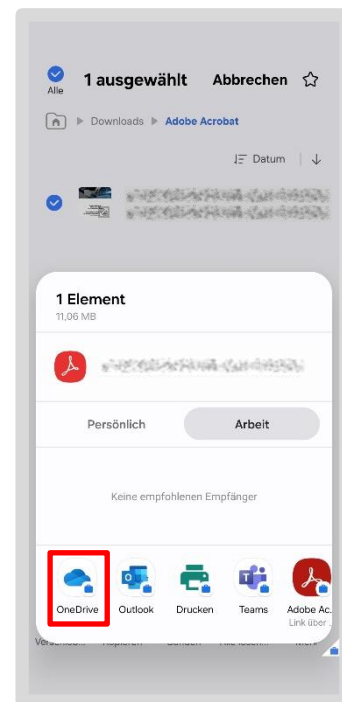 1 ausgewählt Abbrechen
Alle
Downloads Adobe Acrobat
Datum
1 Element
11,06 MB
Persönlich Arbeit
Keine empfohlenen Empfänger
OneDrive Outlook Drucken Teams Adobe Ac.
Link über